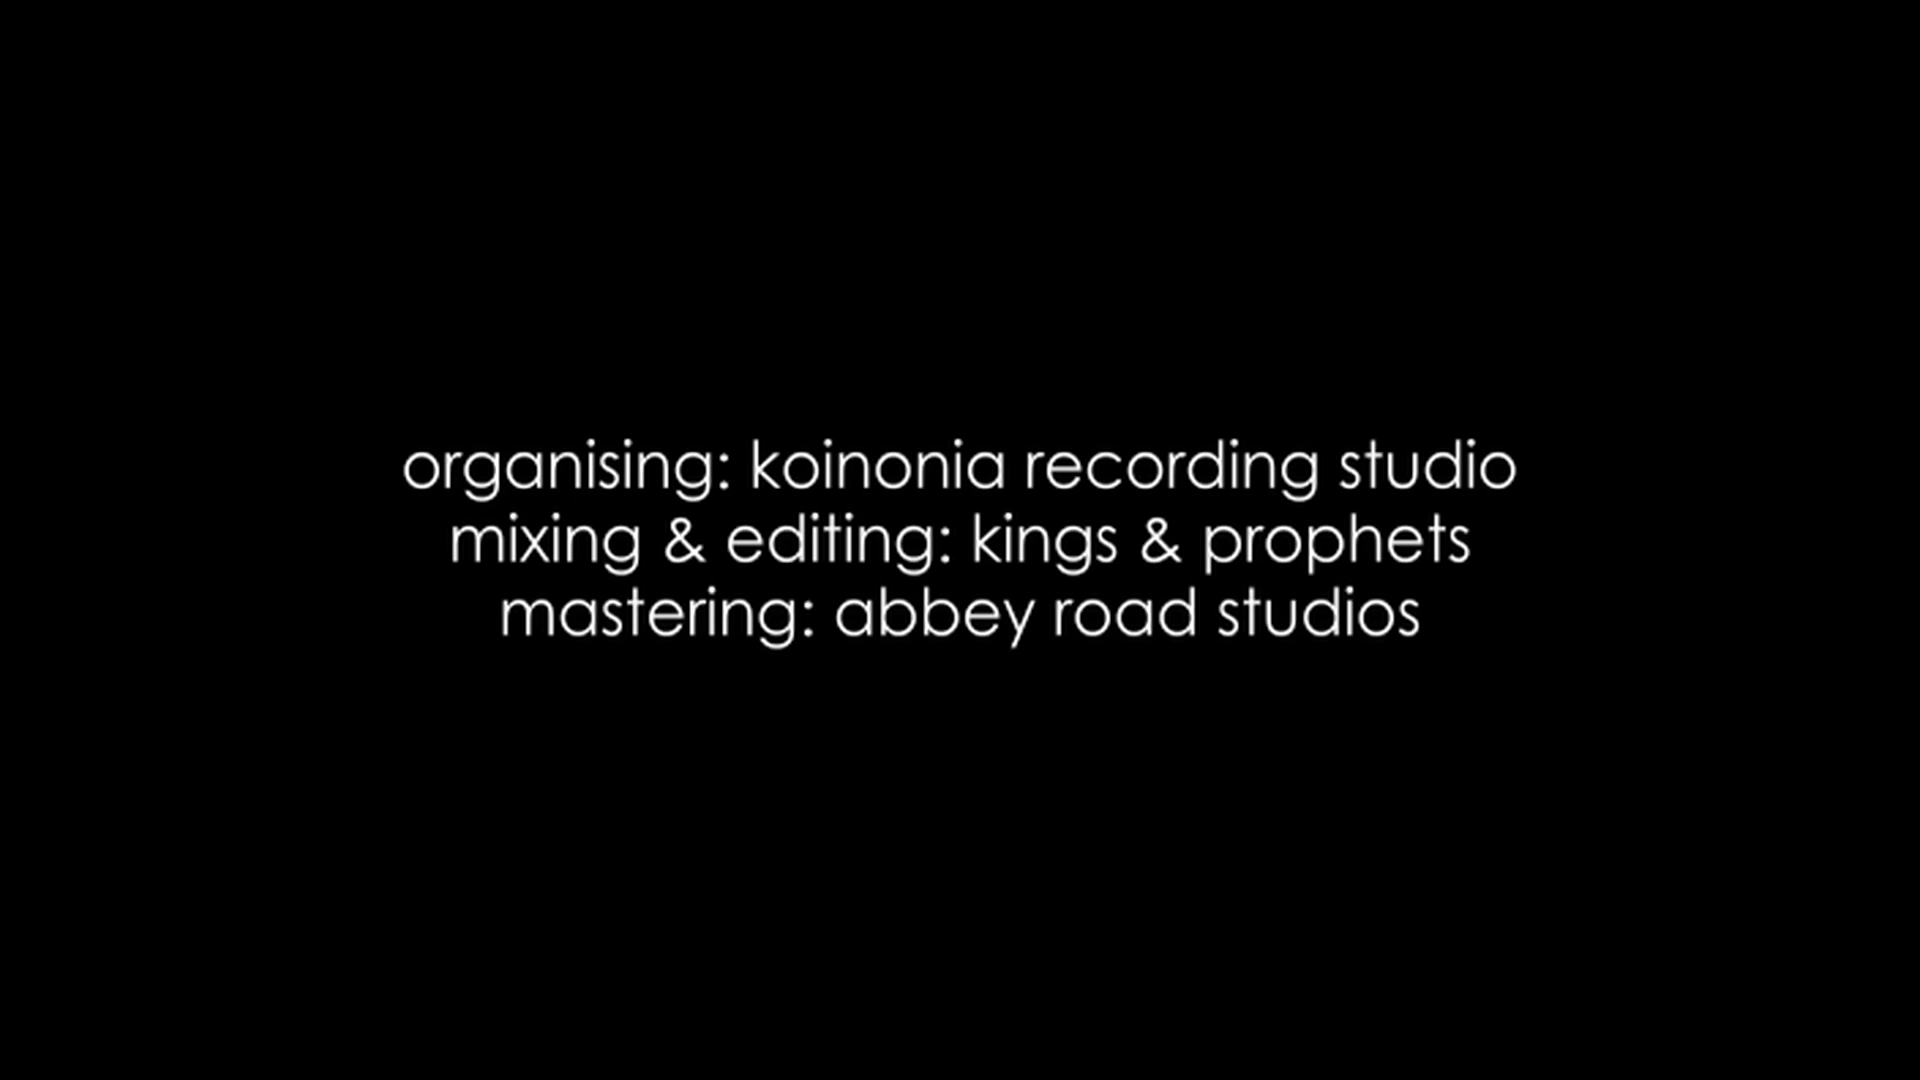 organising: koinonia recording studio
mixing & editing: kings & prophets
mastering: abbey road studios